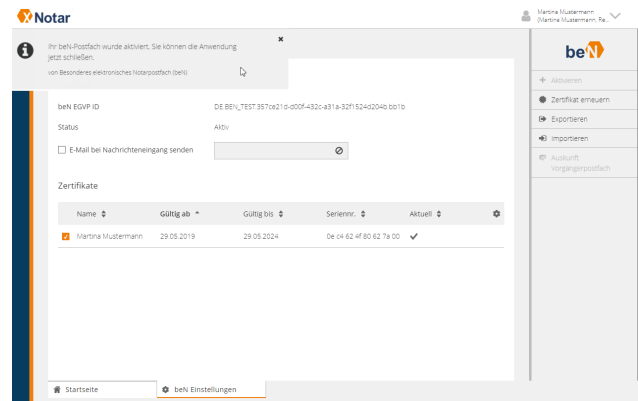 XNotar
Martina Mustermann
(Martina Mustermann, Re...
Ihr beN-Postfach wurde aktiviert. Sie können die Anwendung
jetzt schließen.
von Besonderes elektronisches Notarpostfach (beN)
beN
Aktivieren
Zertifikat erneuern
Exportieren
Importieren
Auskunft
Vorgängerpostfach
beN EGVP ID DE.BEN_TEST.357ce21d-d00f-432c-a31a-32f1524d204b.bb1b
Status Aktiv
E-Mail bei Nachrichteneingang senden
Zertifikate
Name Gültig ab Gültig bis Seriennr. Aktuell
Martina Mustermann 29.05.2019 29.05.2024 0e c4 62 4f 80 62 7a 00
Startseite beN Einstellungen